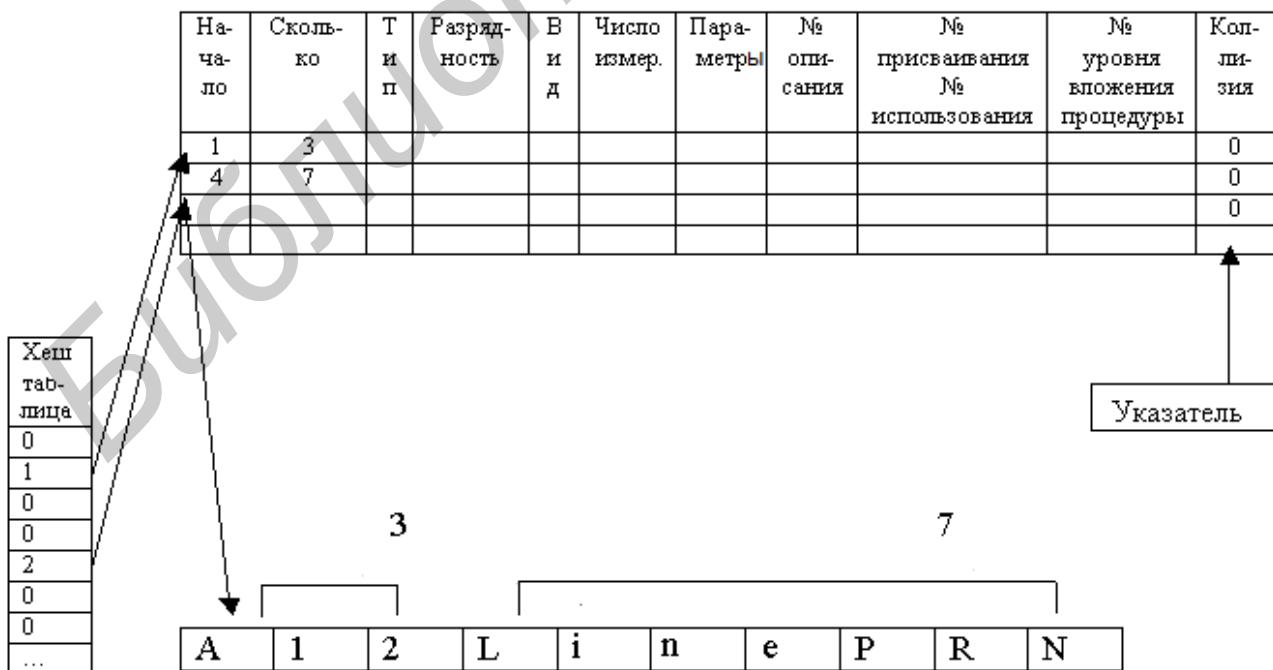 На- Сколь- Т Разряд- В Число Пара- № № № Кол-
ча- ко и ность и измер. метры опи- присваивания уровня ли-
ло п д сания № вложения зия
использования процедуры
1 3 0
4 7 0
0
Хеш
таб-
лица
0
1
0
0
2
0
0
...
Указатель
3 7
A 1 2 L i n e P R N
Библио